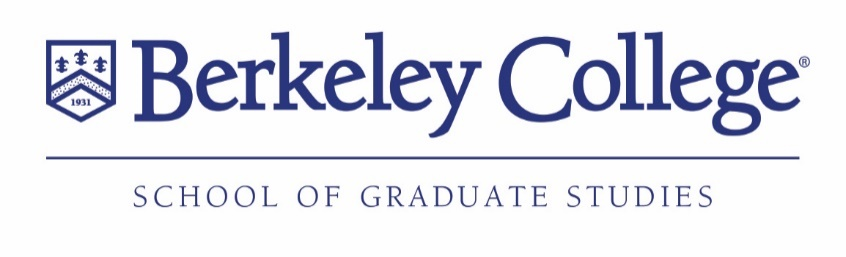 1931
Berkeley College®
SCHOOL OF GRADUATE STUDIES